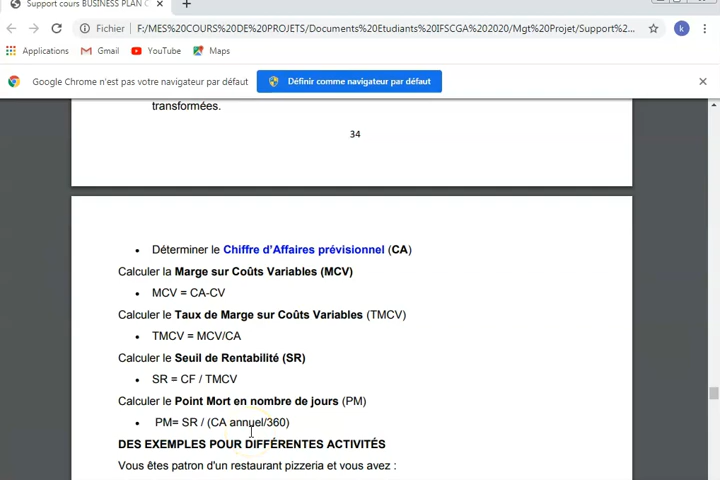 Support cours BUSINESS PLAN C
Fichier F:/MES%20COURS%20DE%20PROJETS/Documents%20Etudiants%20IFSCGA%202020/Mgt%20Projet/Support%2...
k
Applications Gmail YouTube Maps
Google Chrome n'est pas votre navigateur par défaut Définir comme navigateur par défaut
transformées.
34
• Déterminer le Chiffre d'Affaires prévisionnel (CA)
Calculer la Marge sur Coûts Variables (MCV)
• MCV = CA-CV
Calculer le Taux de Marge sur Coûts Variables (TMCV)
• TMCV = MCV/CA
Calculer le Seuil de Rentabilité (SR)
• SR = CF / TMCV
Calculer le Point Mort en nombre de jours (PM)
• PM= SR / (CA annuel/360)
DES EXEMPLES POUR DIFFÉRENTES ACTIVITÉS
Vous êtes patron d'un restaurant pizzeria et vous avez :